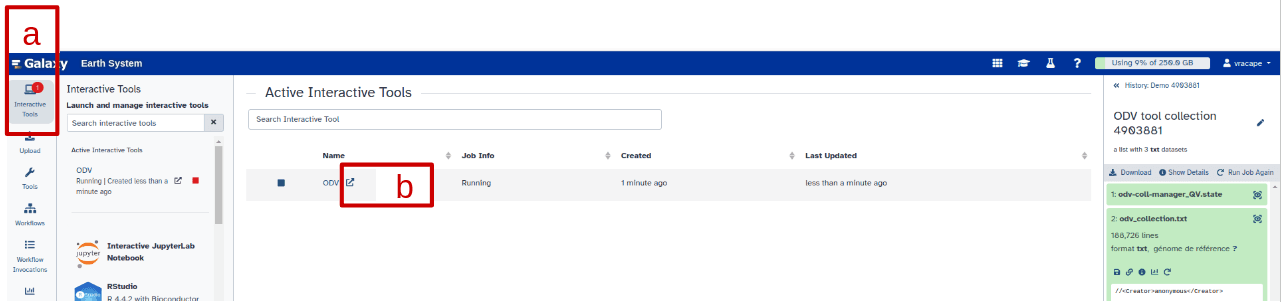 a
Galaxy Earth System
Using 9% of 250.0 GB
vracape
1
Interactive
Tools
Upload
Tools
Workflows
Workflow
Invocations
Interactive Tools
Launch and manage interactive tools
Search interactive tools
Active Interactive Tools
ODV
Running | Created less than a
minute ago
Interactive JupyterLab
Notebook
jupyter
RStudio
R 4.4.2 with Bioconductor
Active Interactive Tools
Search Interactive Tool
Name Job Info Created Last Updated
ODV b Running 1 minute ago less than a minute ago
« History: Demo 4903881
ODV tool collection
4903881
a list with 3 txt datasets
Download Show Details Run Job Again
1: odv-coll-manager_QV.state
2: odv_collection.txt
188,726 lines
format txt, génome de référence ?
//<Creator>anonymous</Creator>